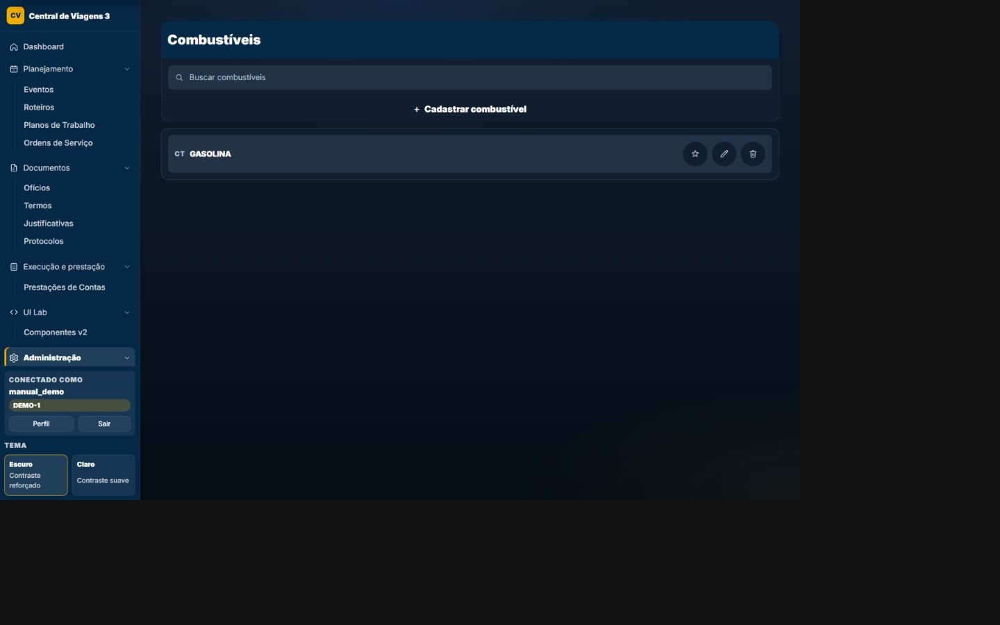 CV Central de Viagens 3
Dashboard
Planejamento
Eventos
Roteiros
Planos de Trabalho
Ordens de Serviço
Documentos
Ofícios
Termos
Justificativas
Protocolos
Execução e prestação
Prestações de Contas
UI Lab
Componentes v2
Administração
CONECTADO COMO
manual_demo
DEMO-1
Perfil Sair
TEMA
Escuro
Contraste
reforçado
Claro
Contraste suave
Combustíveis
Buscar combustíveis
+ Cadastrar combustível
CT GASOLINA